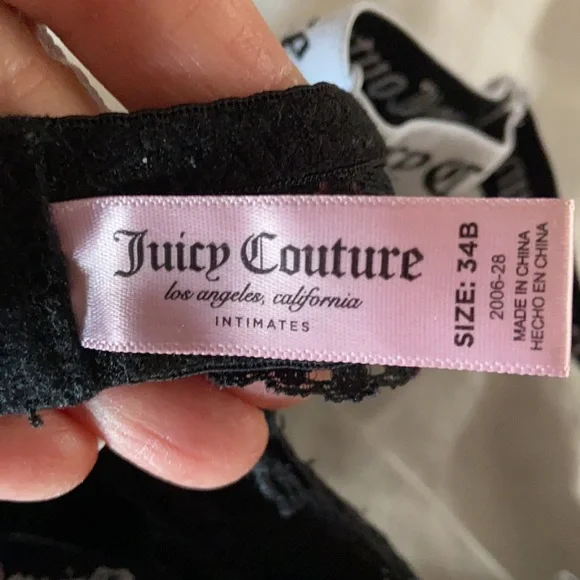 Juicy Couture
los angeles, california
INTIMATES
SIZE: 34B
2006-28
MADE IN CHINA
HECHO EN CHINA